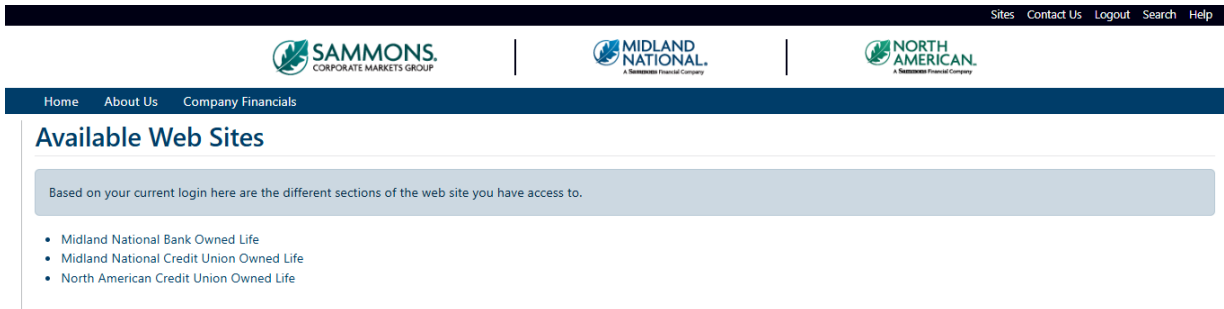 Sites Contact Us Logout Search Help
SAMMONS.
CORPORATE MARKETS GROUP
MIDLAND
NATIONAL.
A Sammons Financial Company
NORTH
AMERICAN.
A Sammons Financial Company
Home About Us Company Financials
Available Web Sites
Based on your current login here are the different sections of the web site you have access to.
• Midland National Bank Owned Life
• Midland National Credit Union Owned Life
• North American Credit Union Owned Life